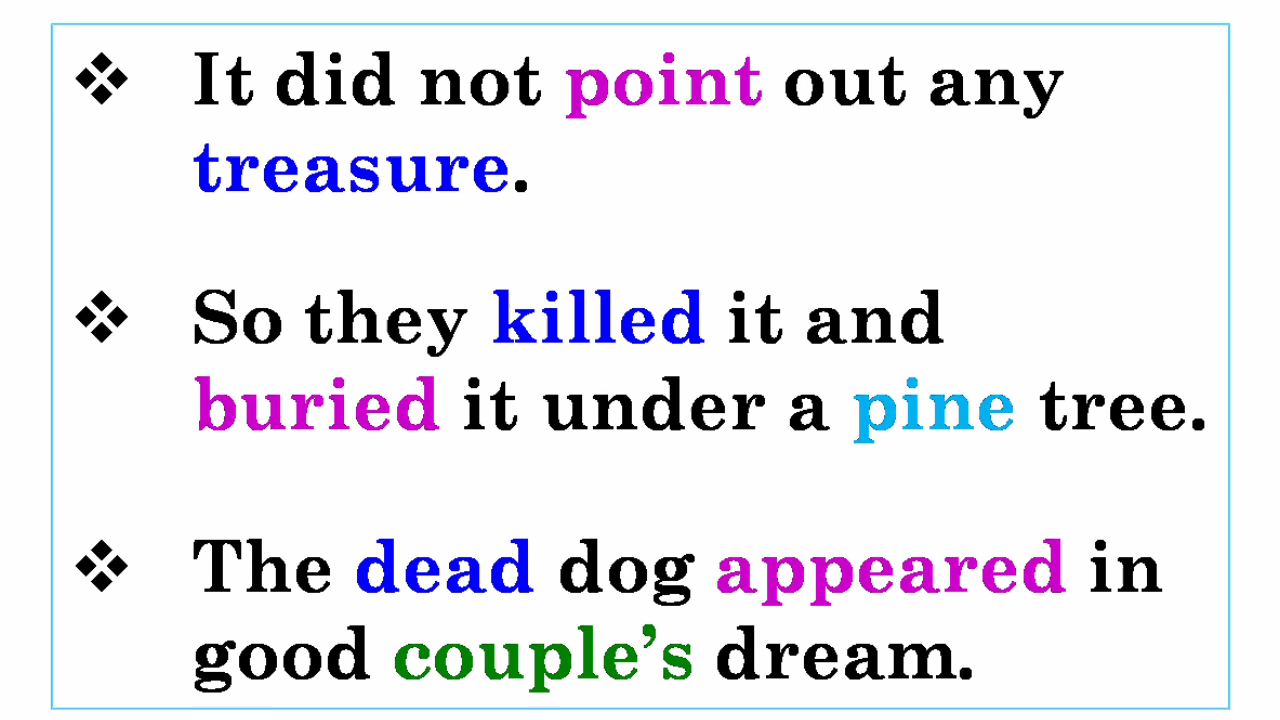 ❖ It did not point out any
treasure.
❖ So they killed it and
buried it under a pine tree.
❖ The dead dog appeared in
good couple’s dream.